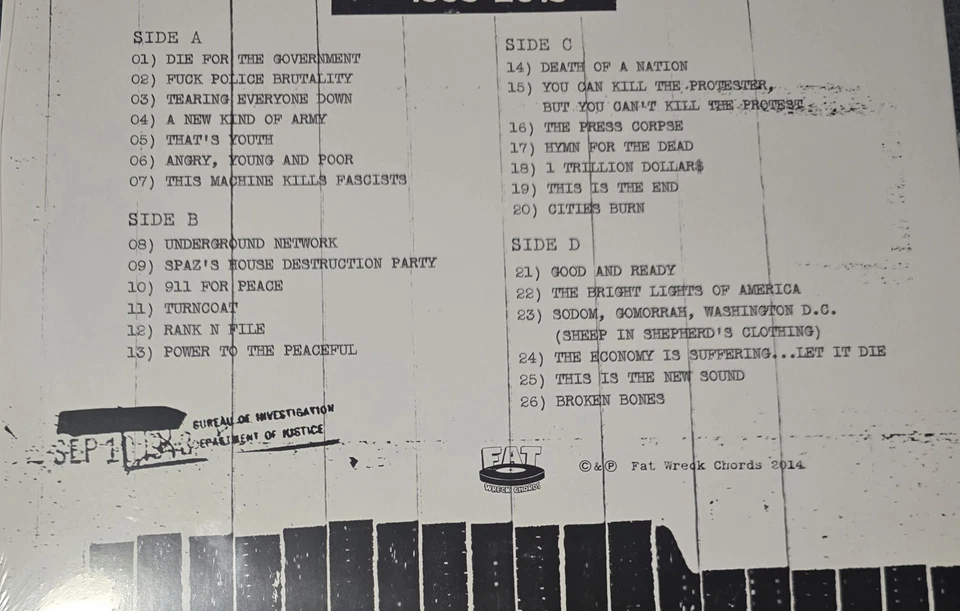 SIDE A
01) DIE FOR THE GOVERNMENT
02) FUCK POLICE BRUTALITY
03) TEARING EVERYONE DOWN
04) A NEW KIND OF ARMY
05) THAT'S YOUTH
06) ANGRY, YOUNG AND POOR
07) THIS MACHINE KILLS FASCISTS
SIDE B
08) UNDERGROUND NETWORK
09) SPAZ'S HOUSE DESTRUCTION PARTY
10) 911 FOR PEACE
11) TURNCOAT
12) RANK N FILE
13) POWER TO THE PEACEFUL
SIDE C
14) DEATH OF A NATION
15) YOU CAN KILL THE PROTESTER,
BUT YOU CAN'T KILL THE PROTEST
16) THE PRESS CORPSE
17) HYMN FOR THE DEAD
18) 1 TRILLION DOLLAR$
19) THIS IS THE END
20) CITIES BURN
SIDE D
21) GOOD AND READY
22) THE BRIGHT LIGHTS OF AMERICA
23) SODOM, GOMORRAH, WASHINGTON D.C.
(SHEEP IN SHEPHERD'S CLOTHING)
24) THE ECONOMY IS SUFFERING...LET IT DIE
25) THIS IS THE NEW SOUND
26) BROKEN BONES
BUREAU OF INVESTIGATION
DEPARTMENT OF JUSTICE
SEP
FAT
WRECK CHORDS
©&℗ Fat Wreck Chords 2014